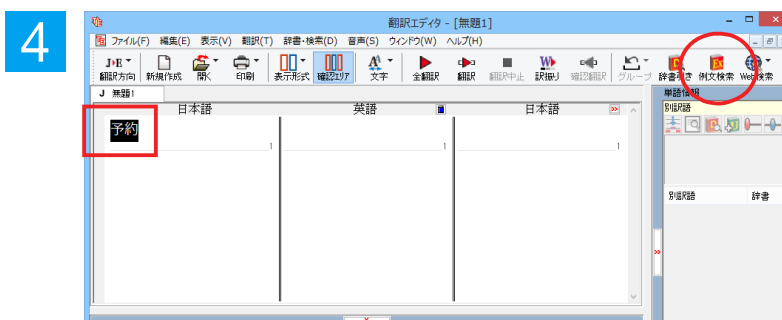 4
翻訳エディタ - [無題1]
ファイル(F) 編集(E) 表示(V) 翻訳(T) 辞書・検索(D) 音声(S) ウィンドウ(W) ヘルプ(H)
翻訳方向 新規作成 開く 印刷 表示形式 確認エリア 文字 全翻訳 翻訳 翻訳中止 訳振り 確認翻訳 グループ 辞書引き 例文検索 Web検索
J 無題1
単語情報
日本語 英語 日本語
別訳語
予約
1 1 1
別訳語 辞書